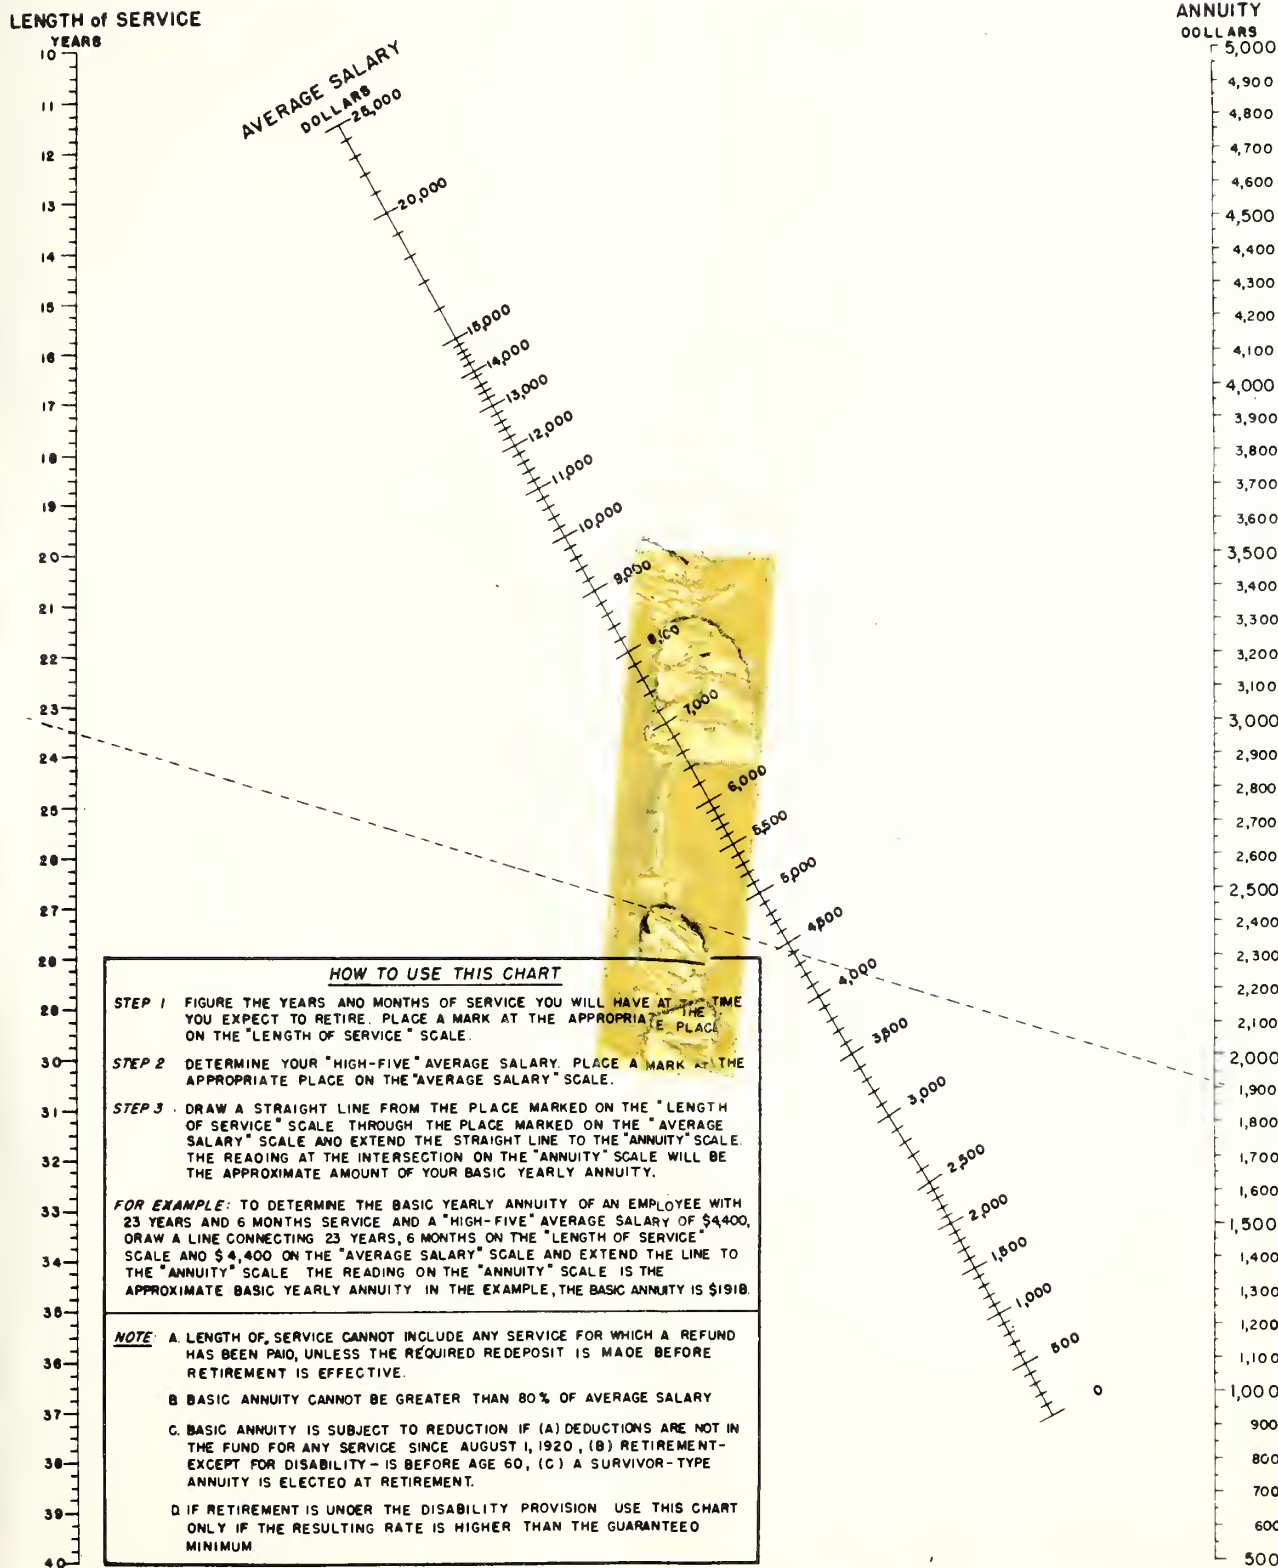 LENGTH of SERVICE
YEARS
10
11
12
13
14
15
16
17
18
19
20
21
22
23
24
25
26
27
28
29
30
31
32
33
34
35
36
37
38
39
40
AVERAGE SALARY
DOLLARS
25,000
20,000
15,000
14,000
13,000
12,000
11,000
10,000
9,000
7,000
6,000
5,500
5,000
4,500
4,000
3,500
3,000
2,500
2,000
1,500
1,000
500
0
ANNUITY
DOLLARS
5,000
4,900
4,800
4,700
4,600
4,500
4,400
4,300
4,200
4,100
4,000
3,900
3,800
3,700
3,600
3,500
3,400
3,300
3,200
3,100
3,000
2,900
2,800
2,700
2,600
2,500
2,400
2,300
2,200
2,100
2,000
1,900
1,800
1,700
1,600
1,500
1,400
1,300
1,200
1,100
1,000
900
800
700
600
500
HOW TO USE THIS CHART
STEP 1 FIGURE THE YEARS AND MONTHS OF SERVICE YOU WILL HAVE AT THE TIME
YOU EXPECT TO RETIRE. PLACE A MARK AT THE APPROPRIATE PLACE
ON THE "LENGTH OF SERVICE" SCALE.
STEP 2 DETERMINE YOUR "HIGH-FIVE" AVERAGE SALARY. PLACE A MARK AT THE
APPROPRIATE PLACE ON THE "AVERAGE SALARY" SCALE.
STEP 3 . DRAW A STRAIGHT LINE FROM THE PLACE MARKED ON THE "LENGTH
OF SERVICE" SCALE THROUGH THE PLACE MARKED ON THE "AVERAGE
SALARY" SCALE AND EXTEND THE STRAIGHT LINE TO THE "ANNUITY" SCALE.
THE READING AT THE INTERSECTION ON THE "ANNUITY" SCALE WILL BE
THE APPROXIMATE AMOUNT OF YOUR BASIC YEARLY ANNUITY.
FOR EXAMPLE: TO DETERMINE THE BASIC YEARLY ANNUITY OF AN EMPLOYEE WITH
23 YEARS AND 6 MONTHS SERVICE AND A "HIGH-FIVE" AVERAGE SALARY OF $4,400,
DRAW A LINE CONNECTING 23 YEARS, 6 MONTHS ON THE "LENGTH OF SERVICE"
SCALE AND $4,400 ON THE "AVERAGE SALARY" SCALE AND EXTEND THE LINE TO
THE "ANNUITY" SCALE THE READING ON THE "ANNUITY" SCALE IS THE
APPROXIMATE BASIC YEARLY ANNUITY IN THE EXAMPLE, THE BASIC ANNUITY IS $1918.
NOTE: A. LENGTH OF SERVICE CANNOT INCLUDE ANY SERVICE FOR WHICH A REFUND
HAS BEEN PAID, UNLESS THE REQUIRED REDEPOSIT IS MADE BEFORE
RETIREMENT IS EFFECTIVE.
B. BASIC ANNUITY CANNOT BE GREATER THAN 80% OF AVERAGE SALARY
C. BASIC ANNUITY IS SUBJECT TO REDUCTION IF (A) DEDUCTIONS ARE NOT IN
THE FUND FOR ANY SERVICE SINCE AUGUST 1, 1920, (B) RETIREMENT-
EXCEPT FOR DISABILITY - IS BEFORE AGE 60, (C) A SURVIVOR-TYPE
ANNUITY IS ELECTED AT RETIREMENT.
D. IF RETIREMENT IS UNDER THE DISABILITY PROVISION USE THIS CHART
ONLY IF THE RESULTING RATE IS HIGHER THAN THE GUARANTEED
MINIMUM